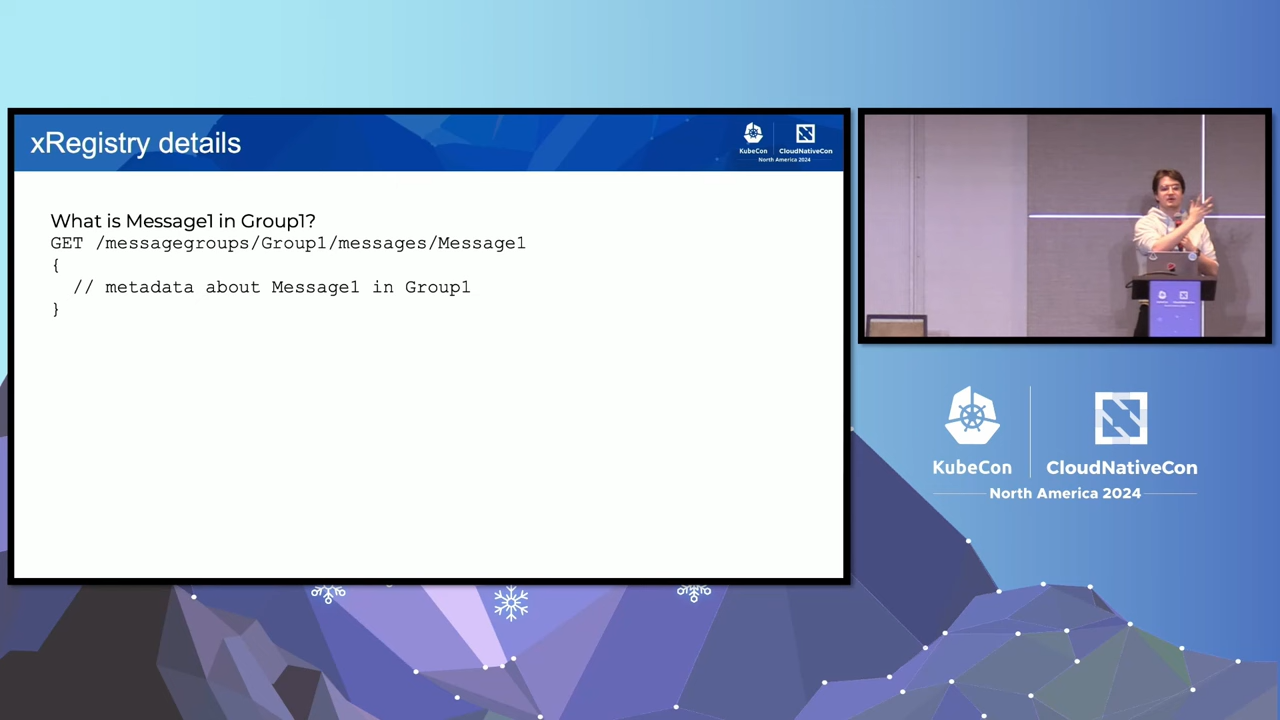 xRegistry details
KubeCon
CloudNativeCon
North America 2024
What is Message1 in Group1?
GET /messagegroups/Group1/messages/Message1
{
// metadata about Message1 in Group1
}
KubeCon
CloudNativeCon
North America 2024